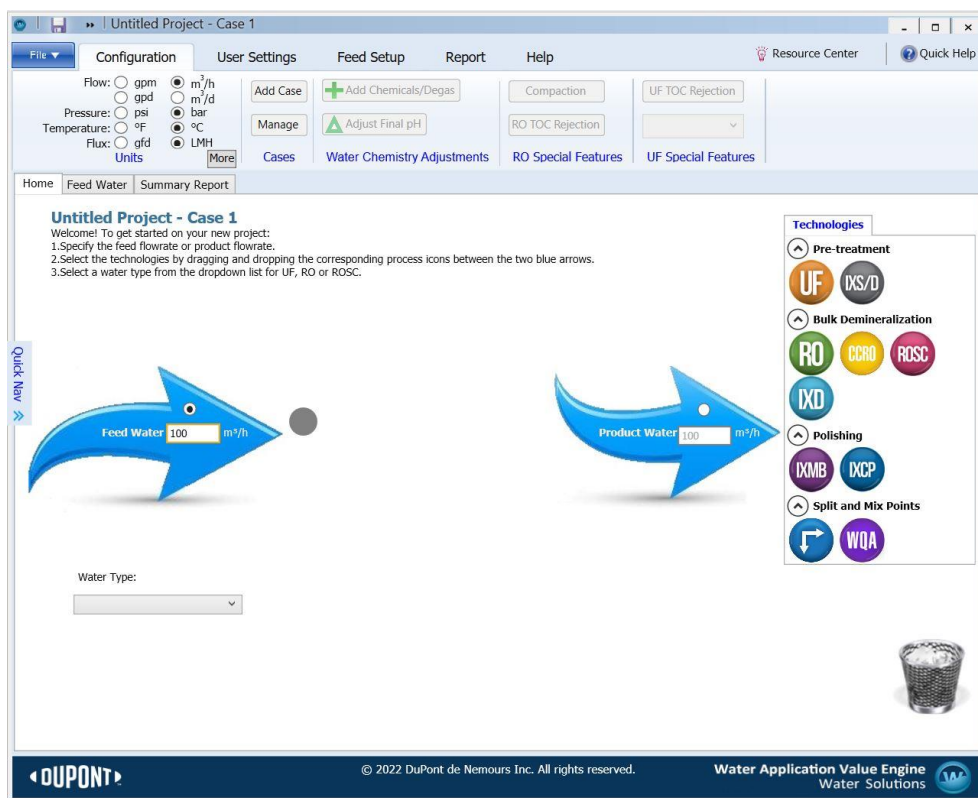 Untitled Project - Case 1
File Configuration User Settings Feed Setup Report Help Resource Center Quick Help
Flow: gpm m³/h
gpd m³/d
Pressure: psi bar
Temperature: ºF ºC
Flux: gfd LMH
Units More
Add Case
Manage
Cases
Add Chemicals/Degas
Adjust Final pH
Water Chemistry Adjustments
Compaction
RO TOC Rejection
RO Special Features
UF TOC Rejection
UF Special Features
Home Feed Water Summary Report
Untitled Project - Case 1
Welcome! To get started on your new project:
1.Specify the feed flowrate or product flowrate.
2.Select the technologies by dragging and dropping the corresponding process icons between the two blue arrows.
3.Select a water type from the dropdown list for UF, RO or ROSC.
Quick Nav
Feed Water 100 m³/h
Product Water 100 m³/h
Water Type:
Technologies
Pre-treatment
UF IXS/D
Bulk Demineralization
RO CCRO ROSC
IXD
Polishing
IXMB IXCP
Split and Mix Points
WQA
DUPONT
© 2022 DuPont de Nemours Inc. All rights reserved.
Water Application Value Engine
Water Solutions
W